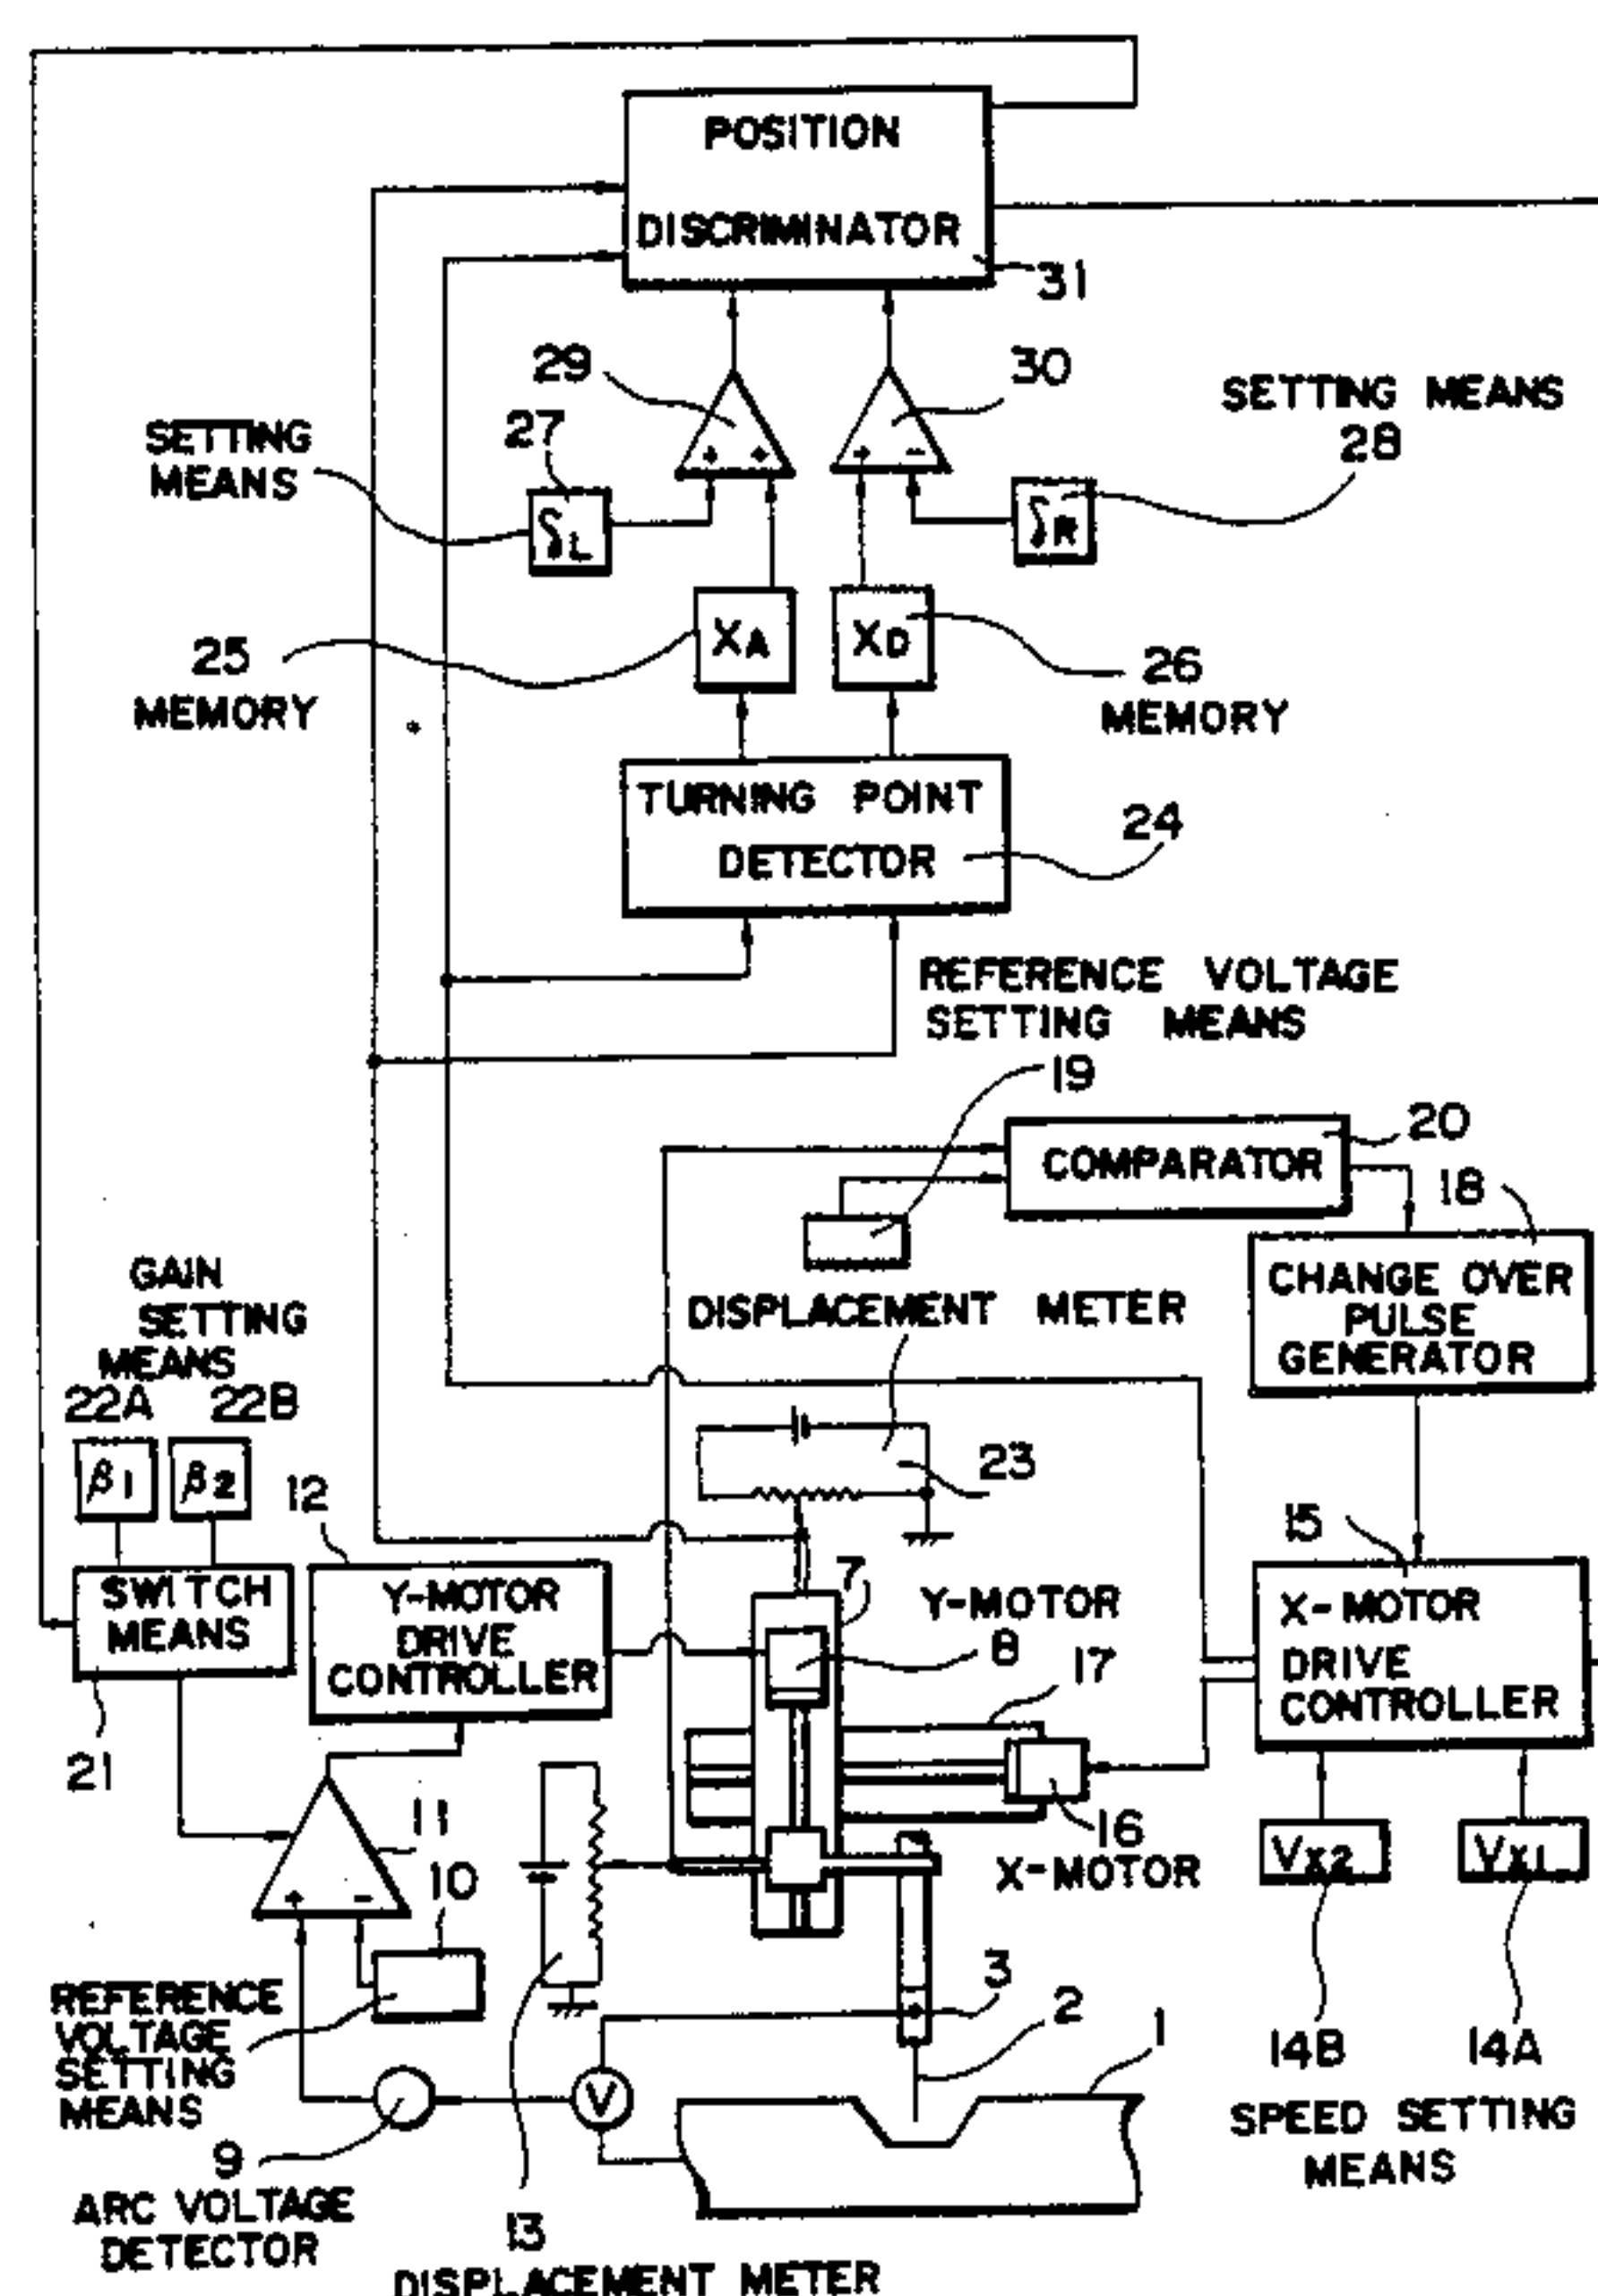 POSITION
DISCRIMINATOR
31
29
30
SETTING MEANS
28
SETTING
MEANS
27
+ +
+ -
δL
δR
25
MEMORY
XA
XD
26
MEMORY
TURNING POINT
DETECTOR
24
REFERENCE VOLTAGE
SETTING MEANS
19
COMPARATOR
20
18
CHANGE OVER
PULSE
GENERATOR
DISPLACEMENT METER
23
GAIN
SETTING
MEANS
22A 22B
β1 β2
12
SWITCH
MEANS
21
Y-MOTOR
DRIVE
CONTROLLER
7
Y-MOTOR
8
17
15
X-MOTOR
DRIVE
CONTROLLER
16
X-MOTOR
VX2 VX1
14B 14A
SPEED SETTING
MEANS
11
+ -
10
REFERENCE
VOLTAGE
SETTING
MEANS
9
ARC VOLTAGE
DETECTOR
V
3
2
1
13
DISPLACEMENT METER